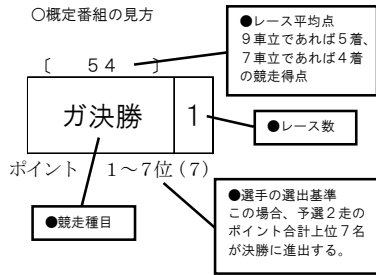 ○概定番組の見方
●レース平均点
９車立であれば５着、
７車立であれば４着
の競走得点
〔　５４　〕
ガ決勝
1
●レース数
ポイント　１～７位（７）
●競走種目
●選手の選出基準
この場合、予選２走の
ポイント合計上位７名
が決勝に進出する。